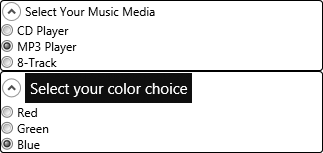 Select Your Music Media
CD Player
MP3 Player
8-Track
Select your color choice
Red
Green
Blue